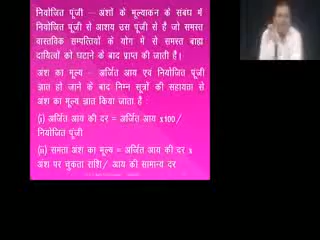 नियोजित पूंजी – अंशों के मूल्यांकन के संबंध में
नियोजित पूंजी से आशय उस पूंजी से है जो समस्त
वास्तविक सम्पत्तियों के योग में से समस्त बाह्य
दायित्वों को घटाने के बाद प्राप्त की जाती है।
अंश का मूल्य – अर्जित आय एवं नियोजित पूंजी
ज्ञात हो जाने के बाद निम्न सूत्रों की सहायता से
अंश का मूल्य ज्ञात किया जाता है :
(i) अर्जित आय की दर = अर्जित आय x100/
नियोजित पूंजी
(ii) समता अंश का मूल्य = अर्जित आय की दर x
अंश पर चुकता राशि/ आय की सामान्य दर